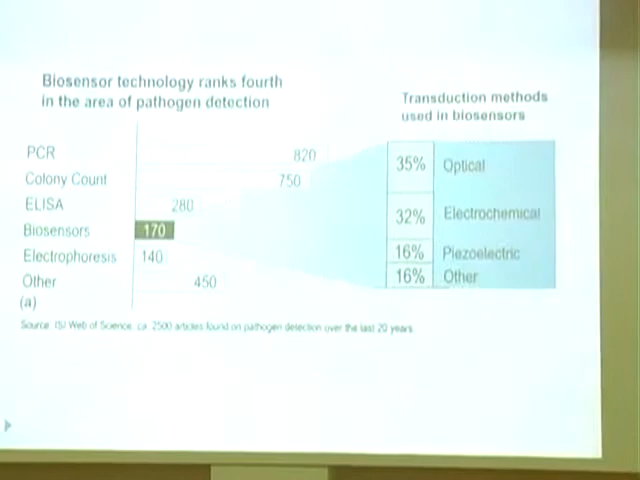 Biosensor technology ranks fourth
in the area of pathogen detection
Transduction methods
used in biosensors
PCR 820
Colony Count 750
ELISA 280
Biosensors 170
Electrophoresis 140
Other 450
(a)
35% Optical
32% Electrochemical
16% Piezoelectric
16% Other
Source: ISI Web of Science, ca. 2500 articles found on pathogen detection over the last 20 years.